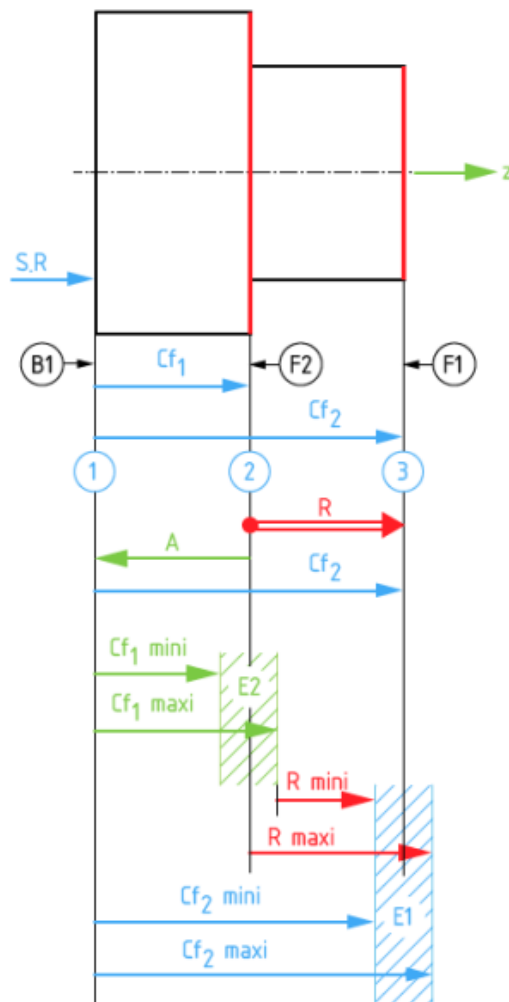 z
S,R
B1
F2
F1
Cf1
Cf2
1
2
3
R
A
Cf2
Cf1 mini
E2
Cf1 maxi
R mini
R maxi
Cf2 mini
E1
Cf2 maxi